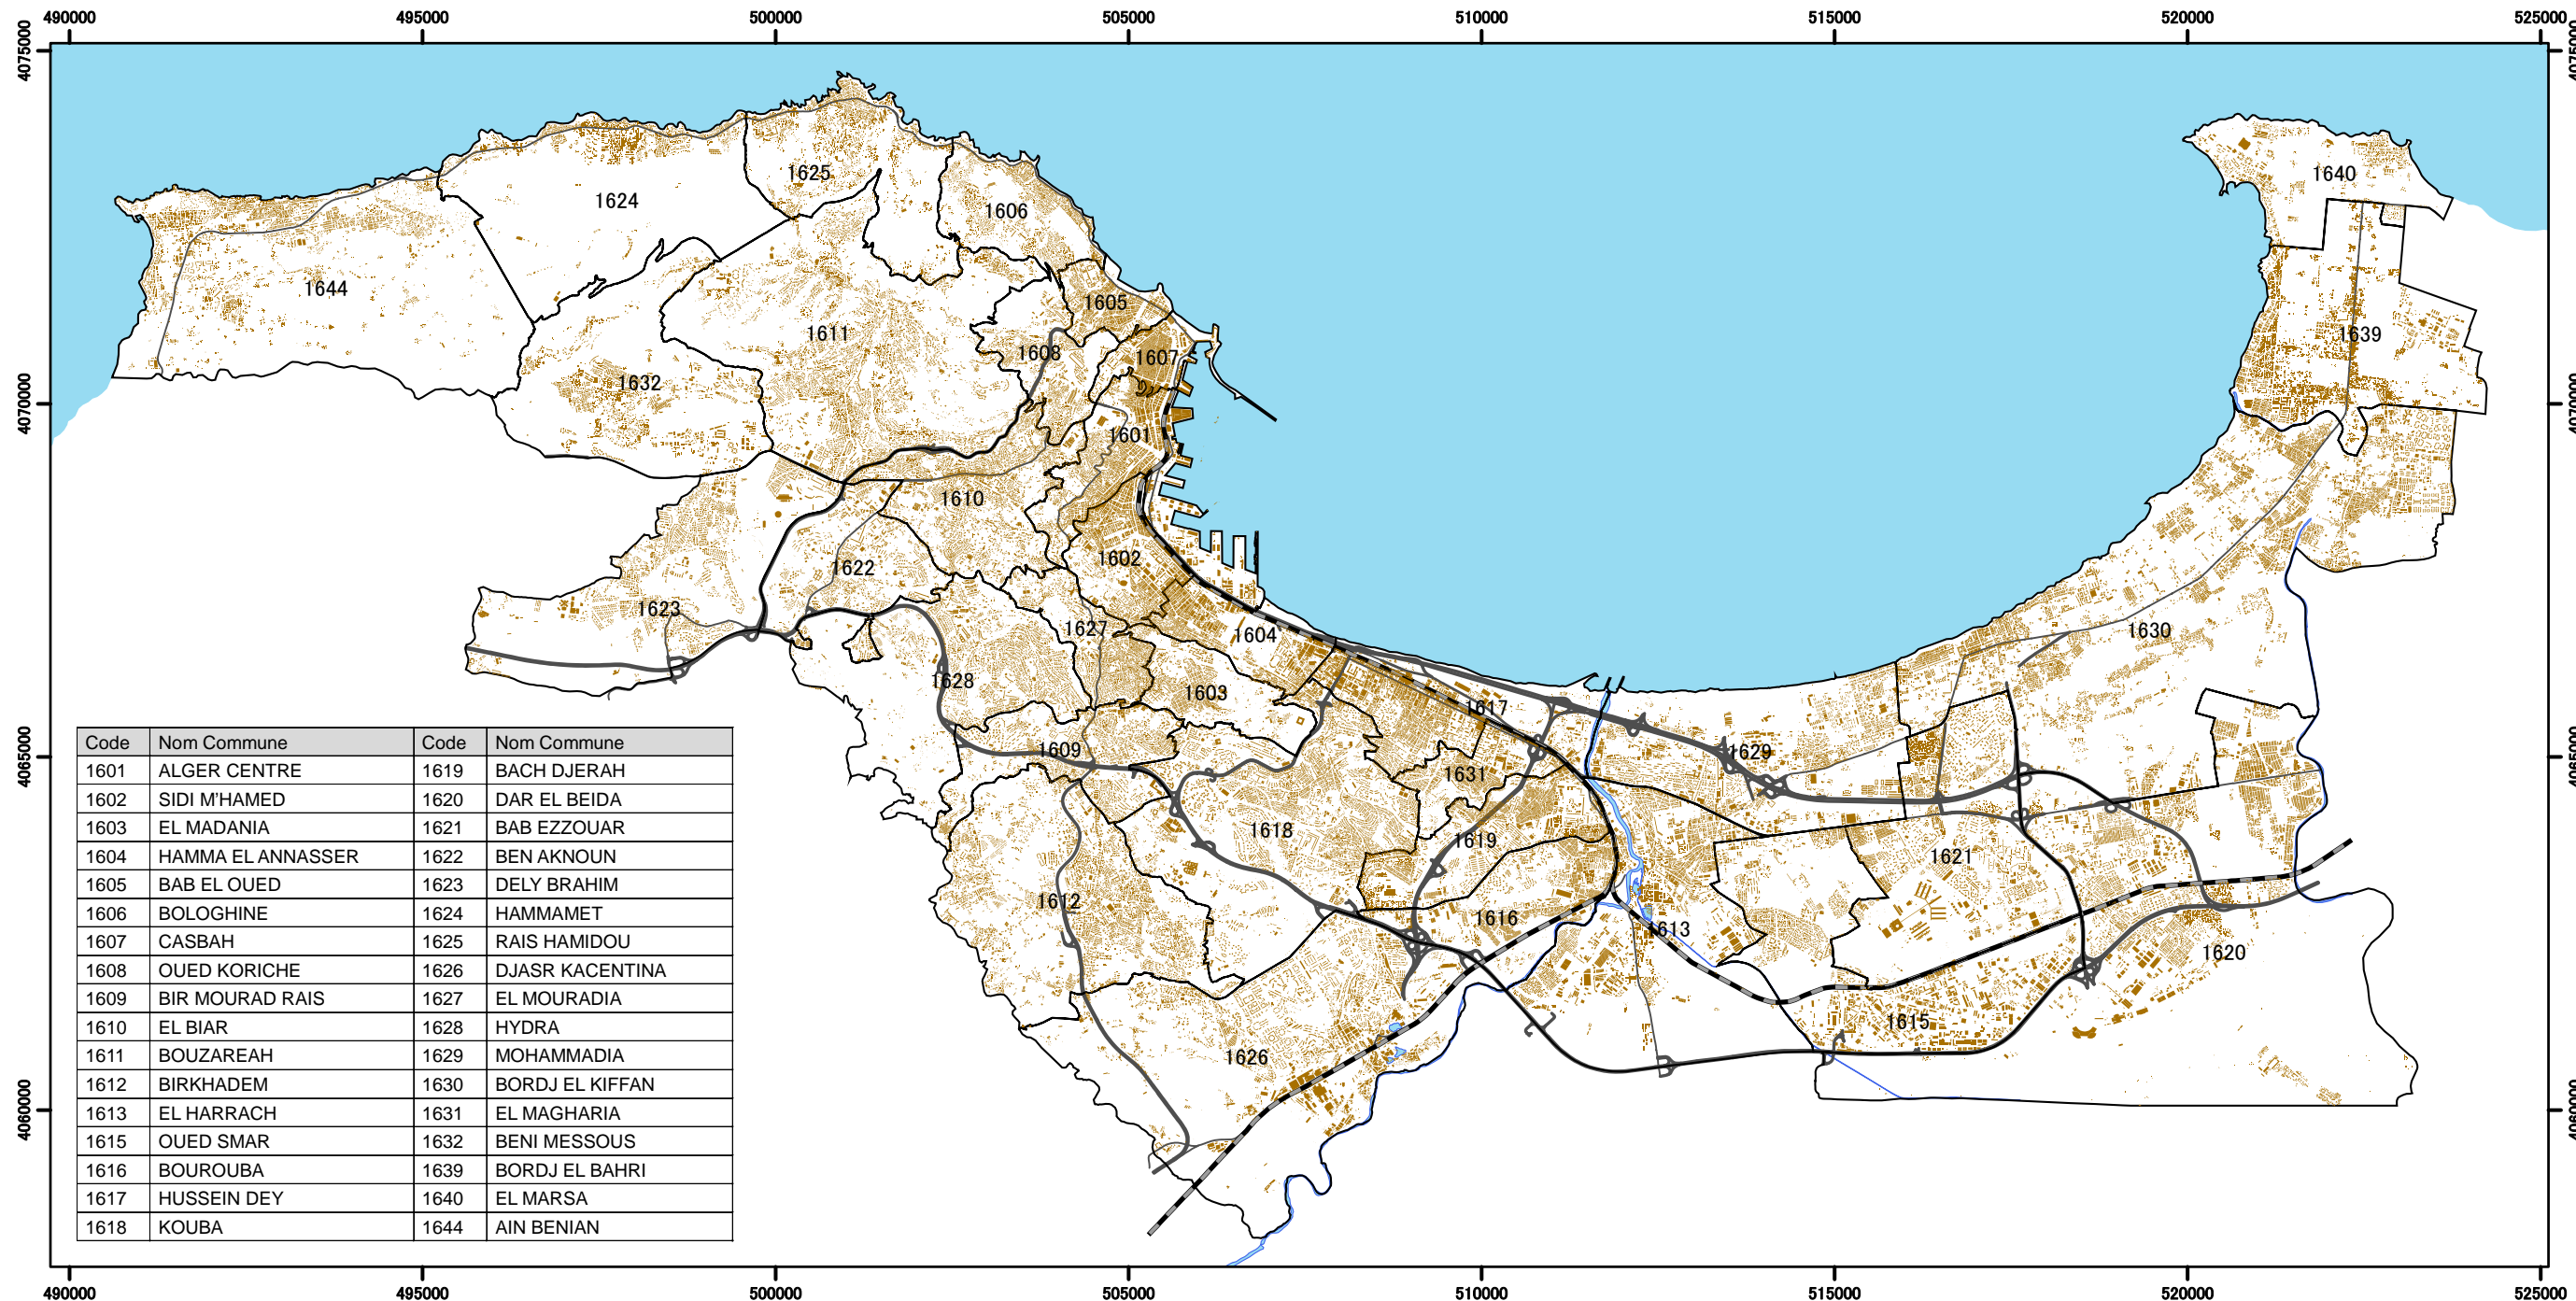 490000 495000 500000 505000 510000 515000 520000 525000
4075000 4075000
1625 1640
1624
1606
1644
1605
1611 1639
1608 1607
1632
4070000 4070000
1601
1610
1602
1622
1623
1627 1604 1630
1628 1603
1617
1609 1629
4065000 4065000
1631
1618 1619
1621
1612
1616
1613
1620
1615
1626
4060000 4060000
Code Nom Commune Code Nom Commune
1601 ALGER CENTRE 1619 BACH DJERAH
1602 SIDI M'HAMED 1620 DAR EL BEIDA
1603 EL MADANIA 1621 BAB EZZOUAR
1604 HAMMA EL ANNASSER 1622 BEN AKNOUN
1605 BAB EL OUED 1623 DELY BRAHIM
1606 BOLOGHINE 1624 HAMMAMET
1607 CASBAH 1625 RAIS HAMIDOU
1608 OUED KORICHE 1626 DJASR KACENTINA
1609 BIR MOURAD RAIS 1627 EL MOURADIA
1610 EL BIAR 1628 HYDRA
1611 BOUZAREAH 1629 MOHAMMADIA
1612 BIRKHADEM 1630 BORDJ EL KIFFAN
1613 EL HARRACH 1631 EL MAGHARIA
1615 OUED SMAR 1632 BENI MESSOUS
1616 BOUROUBA 1639 BORDJ EL BAHRI
1617 HUSSEIN DEY 1640 EL MARSA
1618 KOUBA 1644 AIN BENIAN
490000 495000 500000 505000 510000 515000 520000 525000